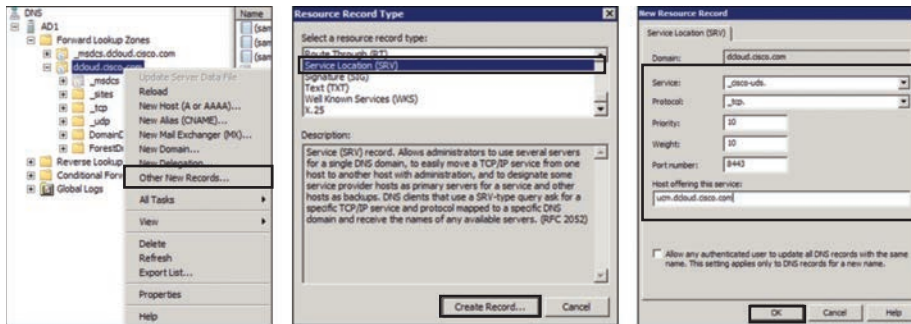 DNS
AD1
Forward Lookup Zones
_msdcs.dcloud.cisco.com
dcloud.cisco.com
_msdcs
_sites
_tcp
_udp
DomainD
ForestD
Reverse Lookup
Conditional Forw
Global Logs
Name
(sam
(sam
Update Server Data File
Reload
New Host (A or AAAA)...
New Alias (CNAME)...
New Mail Exchanger (MX)...
New Domain...
New Delegation...
Other New Records...
All Tasks
View
Delete
Refresh
Export List...
Properties
Help
Resource Record Type
Select a resource record type:
Route Through (RT)
Service Location (SRV)
Signature (SIG)
Text (TXT)
Well Known Services (WKS)
X.25
Description:
Service (SRV) record. Allows administrators to use several servers
for a single DNS domain, to easily move a TCP/IP service from one
host to another host with administration, and to designate some
service provider hosts as primary servers for a service and other
hosts as backups. DNS clients that use a SRV-type query ask for a
specific TCP/IP service and protocol mapped to a specific DNS
domain and receive the names of any available servers. (RFC 2052)
Create Record...
Cancel
New Resource Record
Service Location (SRV)
Domain: dcloud.cisco.com
Service: _cisco-uds.
Protocol: _tcp.
Priority: 10
Weight: 10
Port number: 8443
Host offering this service:
ucm.dcloud.cisco.com
Allow any authenticated user to update all DNS records with the same
name. This setting applies only to DNS records for a new name.
OK
Cancel
Help